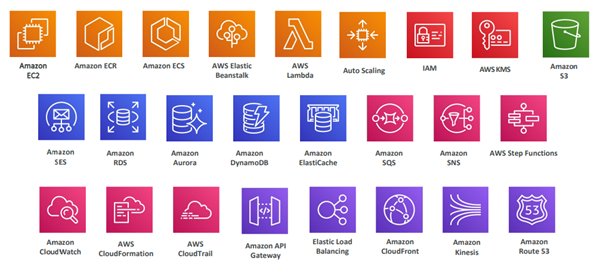 Amazon
EC2
Amazon ECR
Amazon ECS
AWS Elastic
Beanstalk
AWS
Lambda
Auto Scaling
IAM
AWS KMS
Amazon
S3
Amazon
SES
Amazon
RDS
Amazon
Aurora
Amazon
DynamoDB
Amazon
ElastiCache
Amazon
SQS
Amazon
SNS
AWS Step Functions
Amazon
CloudWatch
AWS
CloudFormation
AWS
CloudTrail
Amazon API
Gateway
Elastic Load
Balancing
Amazon
CloudFront
Amazon
Kinesis
53
Amazon
Route 53